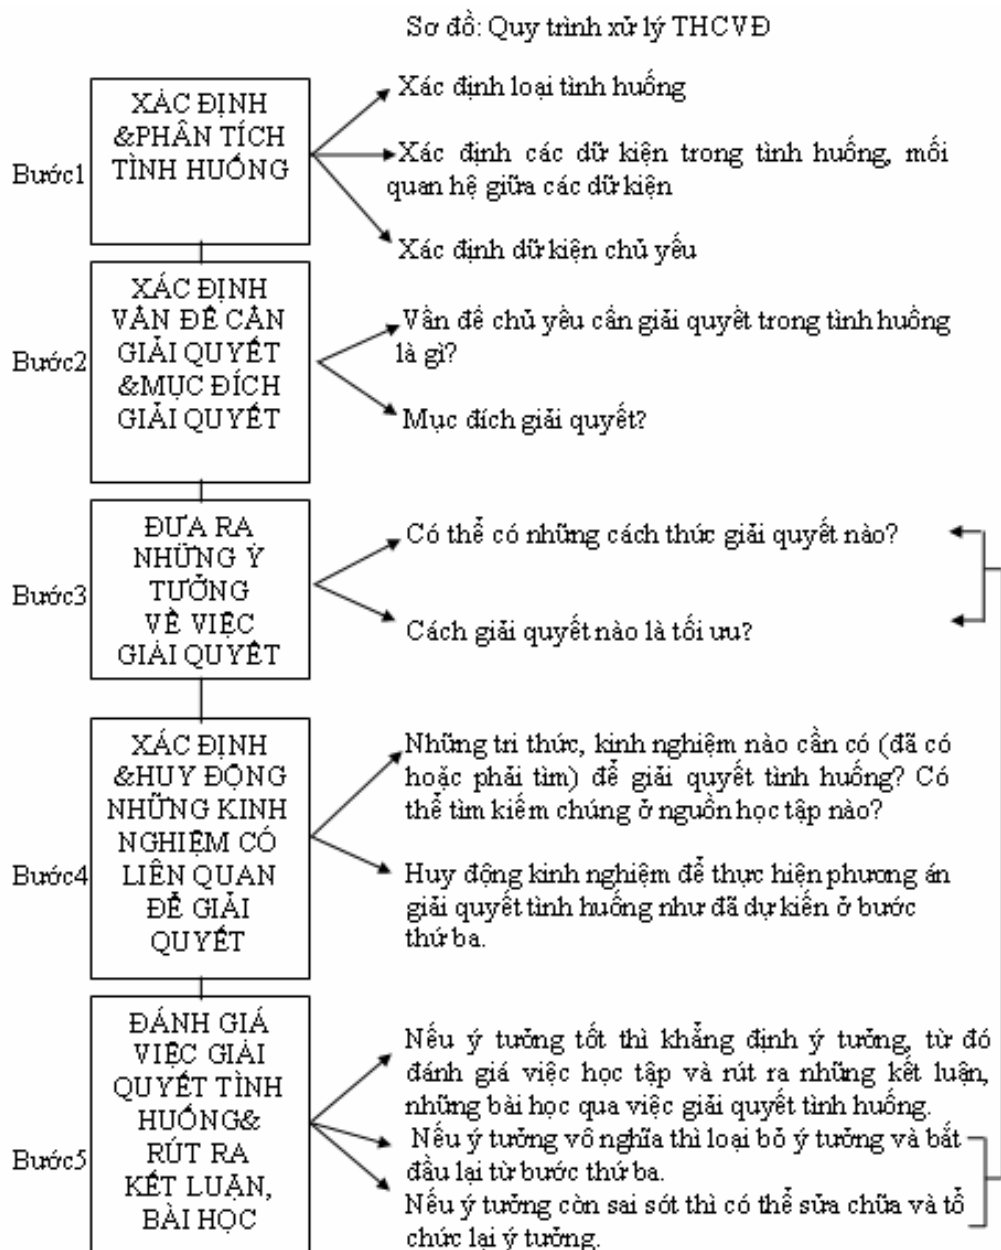 Sơ đồ: Quy trình xử lý THCVĐ
Bước1
XÁC ĐỊNH
&PHÂN TÍCH
TÌNH HUỐNG
Xác định loại tình huống
Xác định các dữ kiện trong tình huống, mối
quan hệ giữa các dữ kiện
Xác định dữ kiện chủ yếu
Bước2
XÁC ĐỊNH
VẤN ĐỀ CẦN
GIẢI QUYẾT
&MỤC ĐÍCH
GIẢI QUYẾT
Vấn đề chủ yếu cần giải quyết trong tình huống
là gì?
Mục đích giải quyết?
Bước3
ĐƯA RA
NHỮNG Ý
TƯỞNG
VỀ VIỆC
GIẢI QUYẾT
Có thể có những cách thức giải quyết nào?
Cách giải quyết nào là tối ưu?
Bước4
XÁC ĐỊNH
&HUY ĐỘNG
NHỮNG KINH
NGHIỆM CÓ
LIÊN QUAN
ĐỂ GIẢI
QUYẾT
Những tri thức, kinh nghiệm nào cần có (đã có
hoặc phải tìm) để giải quyết tình huống? Có
thể tìm kiếm chúng ở nguồn học tập nào?
Huy động kinh nghiệm để thực hiện phương án
giải quyết tình huống như đã dự kiến ở bước
thứ ba.
Bước5
ĐÁNH GIÁ
VIỆC GIẢI
QUYẾT TÌNH
HUỐNG&
RÚT RA
KẾT LUẬN,
BÀI HỌC
Nếu ý tưởng tốt thì khẳng định ý tưởng, từ đó
đánh giá việc học tập và rút ra những kết luận,
những bài học qua việc giải quyết tình huống.
Nếu ý tưởng vô nghĩa thì loại bỏ ý tưởng và bắt
đầu lại từ bước thứ ba.
Nếu ý tưởng còn sai sót thì có thể sửa chữa và tổ
chức lại ý tưởng.